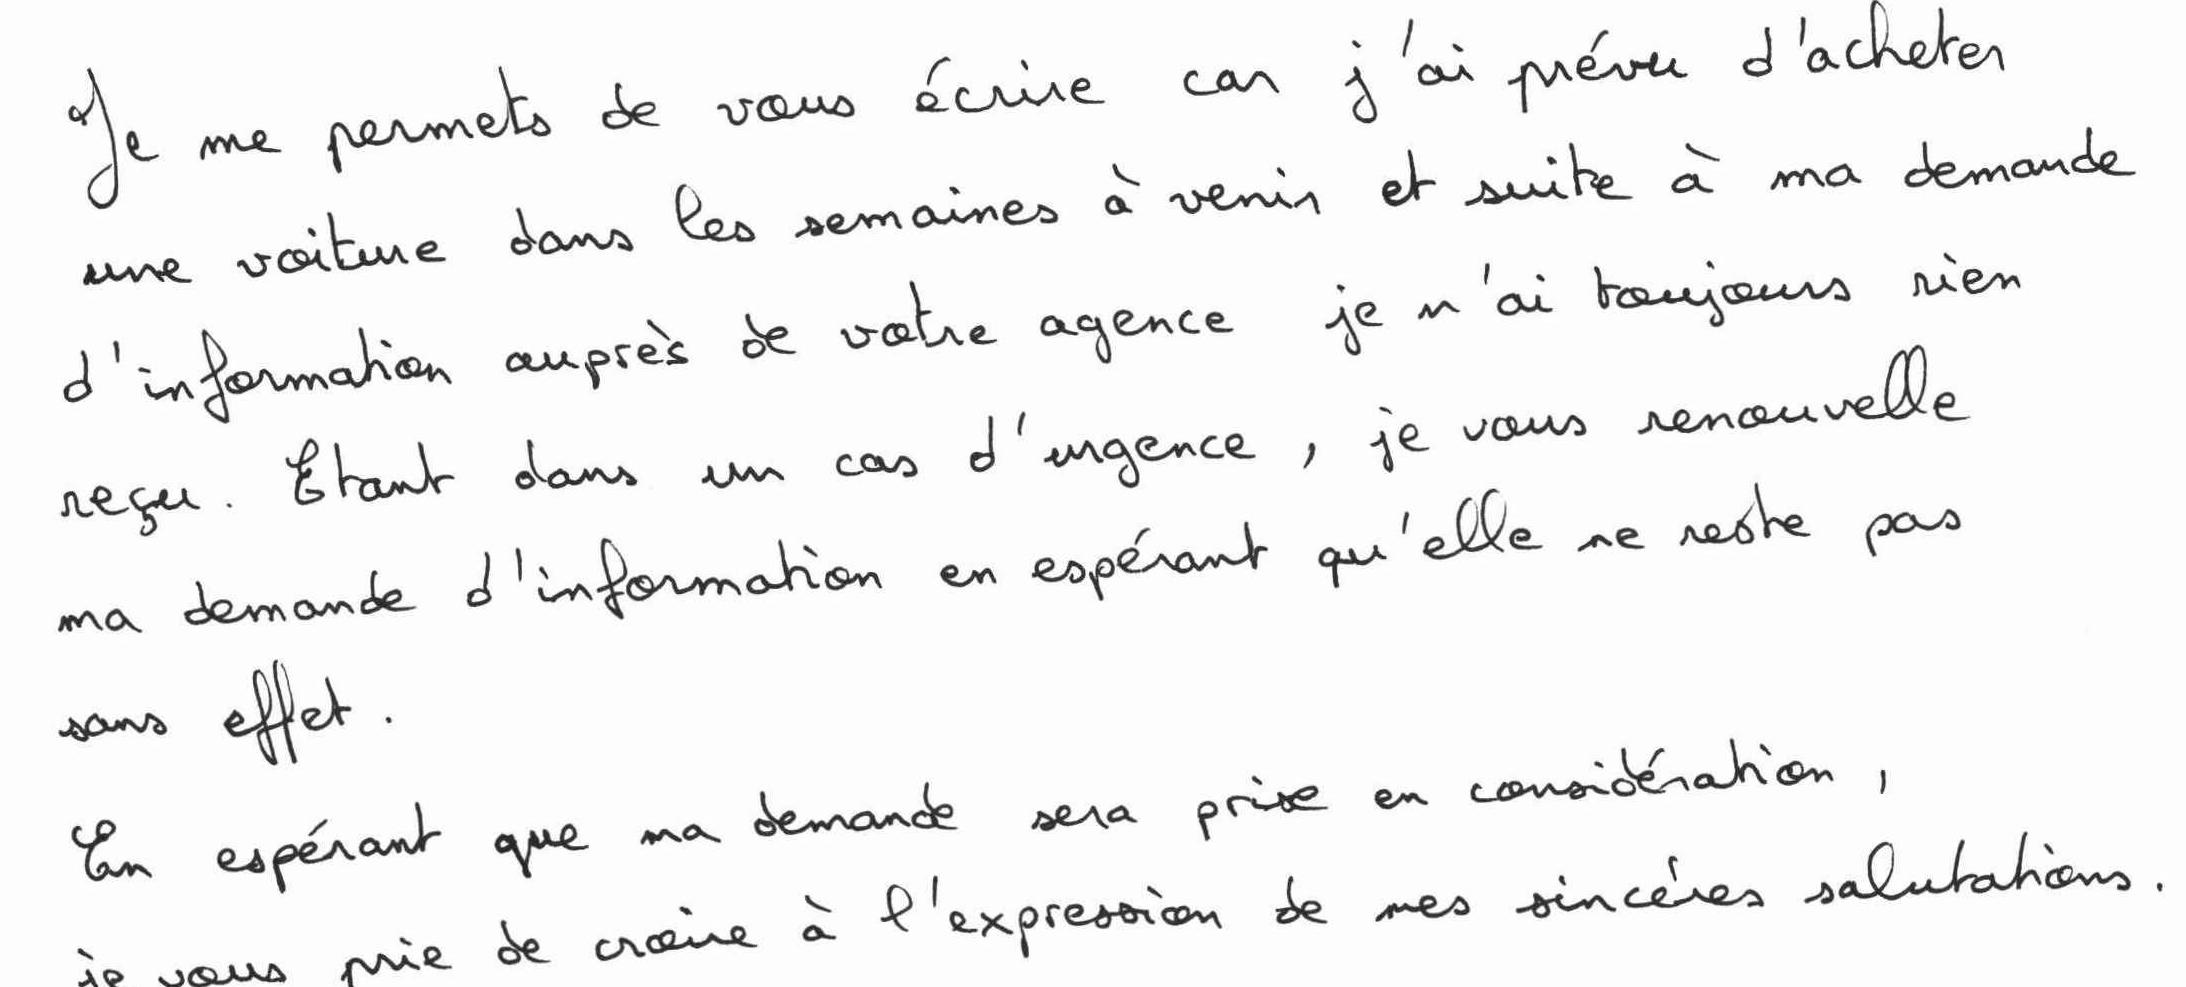 Je me permets de vous écrire car j'ai prévu d'acheter
une voiture dans les semaines à venir et suite à ma demande
d'information auprès de votre agence je n'ai toujours rien
reçu. Etant dans un cas d'urgence, je vous renouvelle
ma demande d'information en espérant qu'elle ne reste pas
sans effet.
En espérant que ma demande sera prise en considération,
je vous prie de croire à l'expression de mes sincéres salutations.